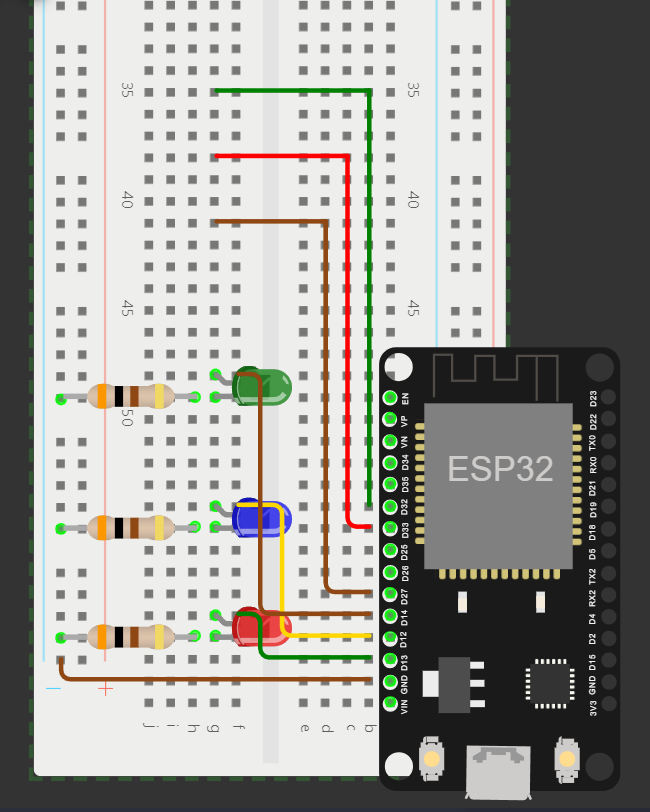 35
35
40
40
45
45
50
ESP32
EN
VP
VN
D34
D35
D32
D33
D25
D26
D27
D14
D12
D13
GND
VIN
D23
D22
TX0
RX0
D21
D19
D18
D5
TX2
RX2
D4
D2
D15
GND
3V3
− +
j i h g f e d c b